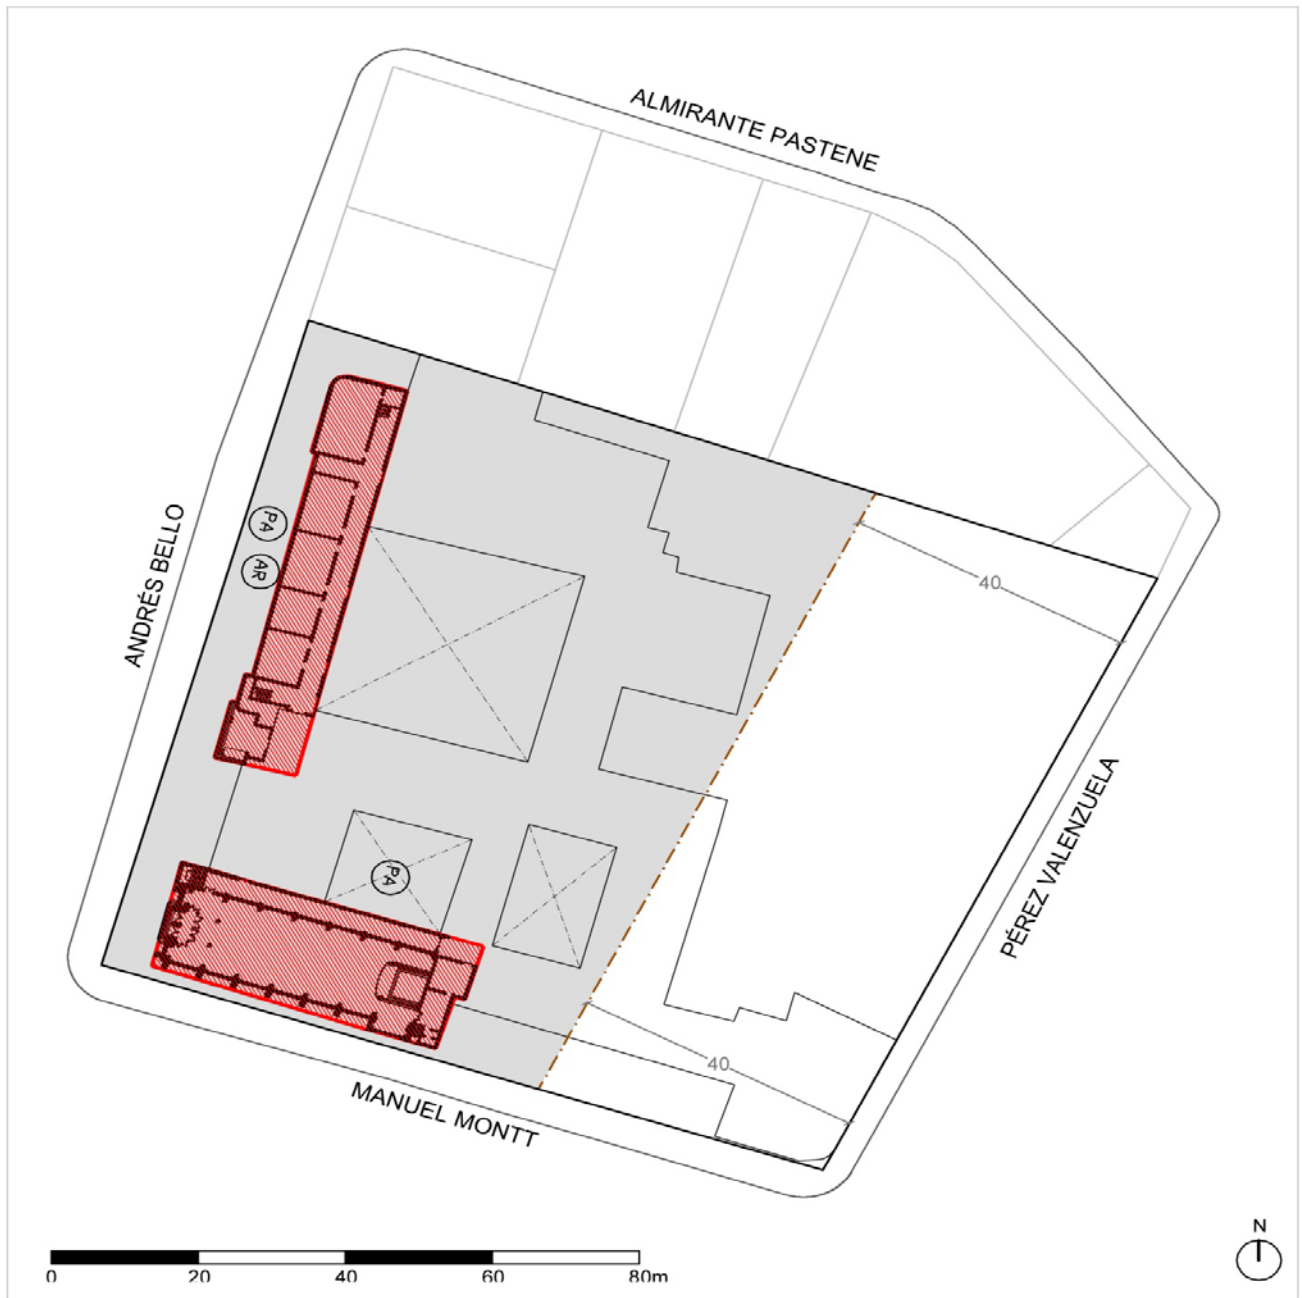 ALMIRANTE PASTENE
ANDRÉS BELLO
PA
AR
40
PA
PÉREZ VALENZUELA
40
MANUEL MONTT
N
0 20 40 60 80m